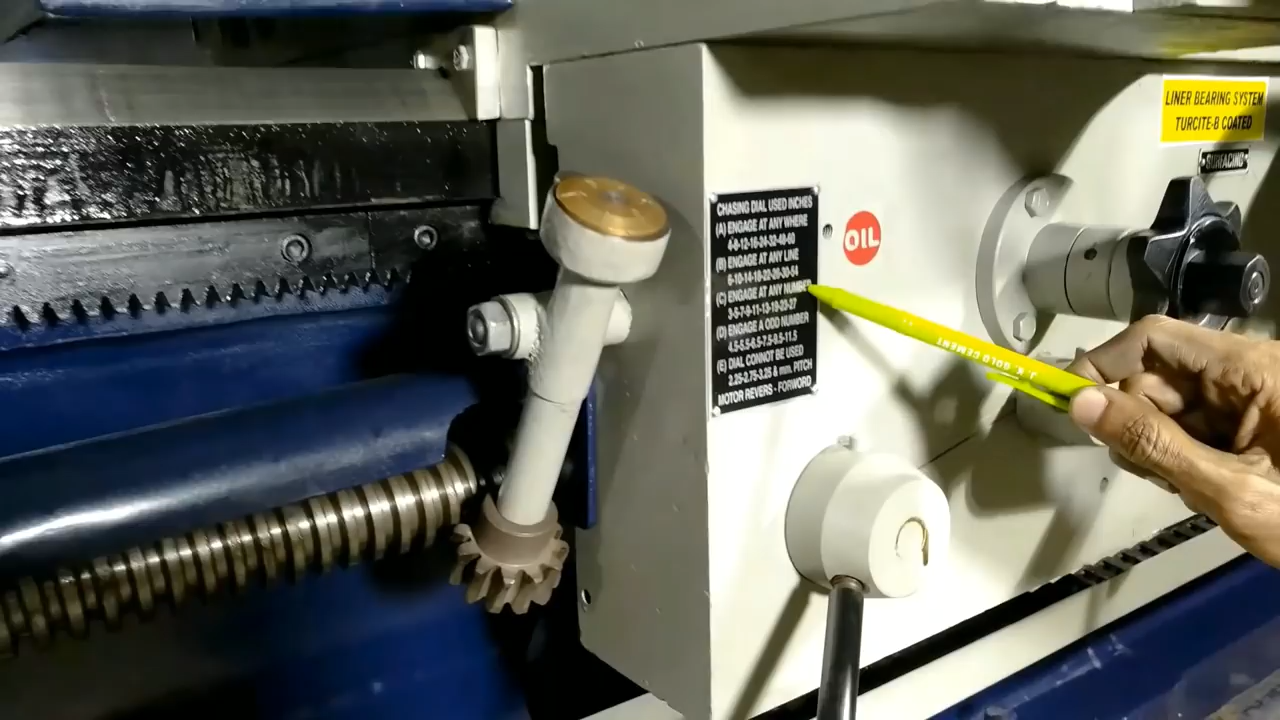 LINER BEARING SYSTEM
TURCITE-B COATED
SURFACING
CHASING DIAL USED INCHES
(A) ENGAGE AT ANY WHERE
4-8-12-16-24-32-48-60
(B) ENGAGE AT ANY LINE
6-10-14-18-20-26-30-54
(C) ENGAGE AT ANY NUMBER
3-5-7-9-11-13-19-23-27
(D) ENGAGE A ODD NUMBER
4.5-5.5-6.5-7.5-9.5-11.5
(E) DIAL CONNOT BE USED
2.25-2.75-3.25 & mm. PITCH
MOTOR REVERS - FORWORD
OIL
J. K. GOLD CEMENT